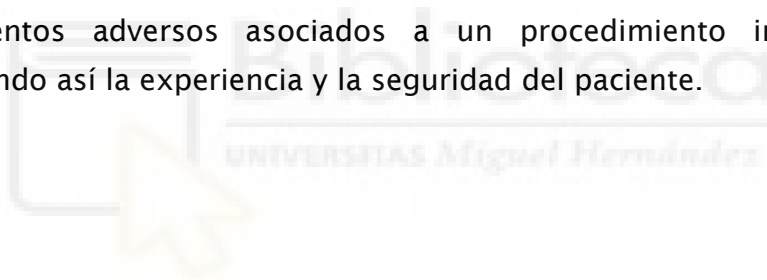 entos adversos asociados a un procedimiento in
ndo así la experiencia y la seguridad del paciente.
Biblioteca
UNIVERSITAS Miguel Hernández